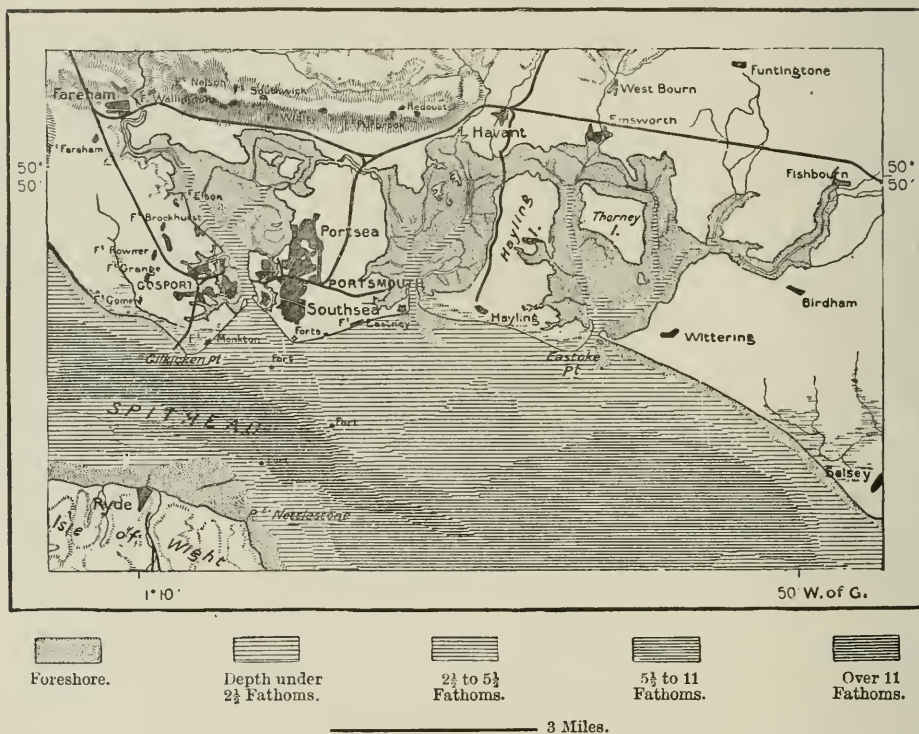 Funtingtone
Ft Nelson
West Bourn
Fareham
Ft Wallington
Southwick
Redoubt
Ft Widley
Ft Purbrook
Havant
Emsworth
Ft Fareham
50°
50'
50°
50'
Fishbourn
Ft Elson
Ft Brockhurst
Portsea
Hayling
I.
Thorney
I.
Ft Rowner
Ft Grange
GOSPORT
PORTSMOUTH
Birdham
Ft Gomer
Southsea
Hayling
Forts
Ft Eastney
Wittering
Ft Monkton
Gilkicken Pt
Fort
Eastoke
Pt
SPITHEAD
Fort
Fort
Selsey
Ryde
Pt Nettlestone
Isle
of
Wight
1°10'
50' W. of G.
Foreshore.
Depth under
2½ Fathoms.
2½ to 5½
Fathoms.
5½ to 11
Fathoms.
Over 11
Fathoms.
3 Miles.